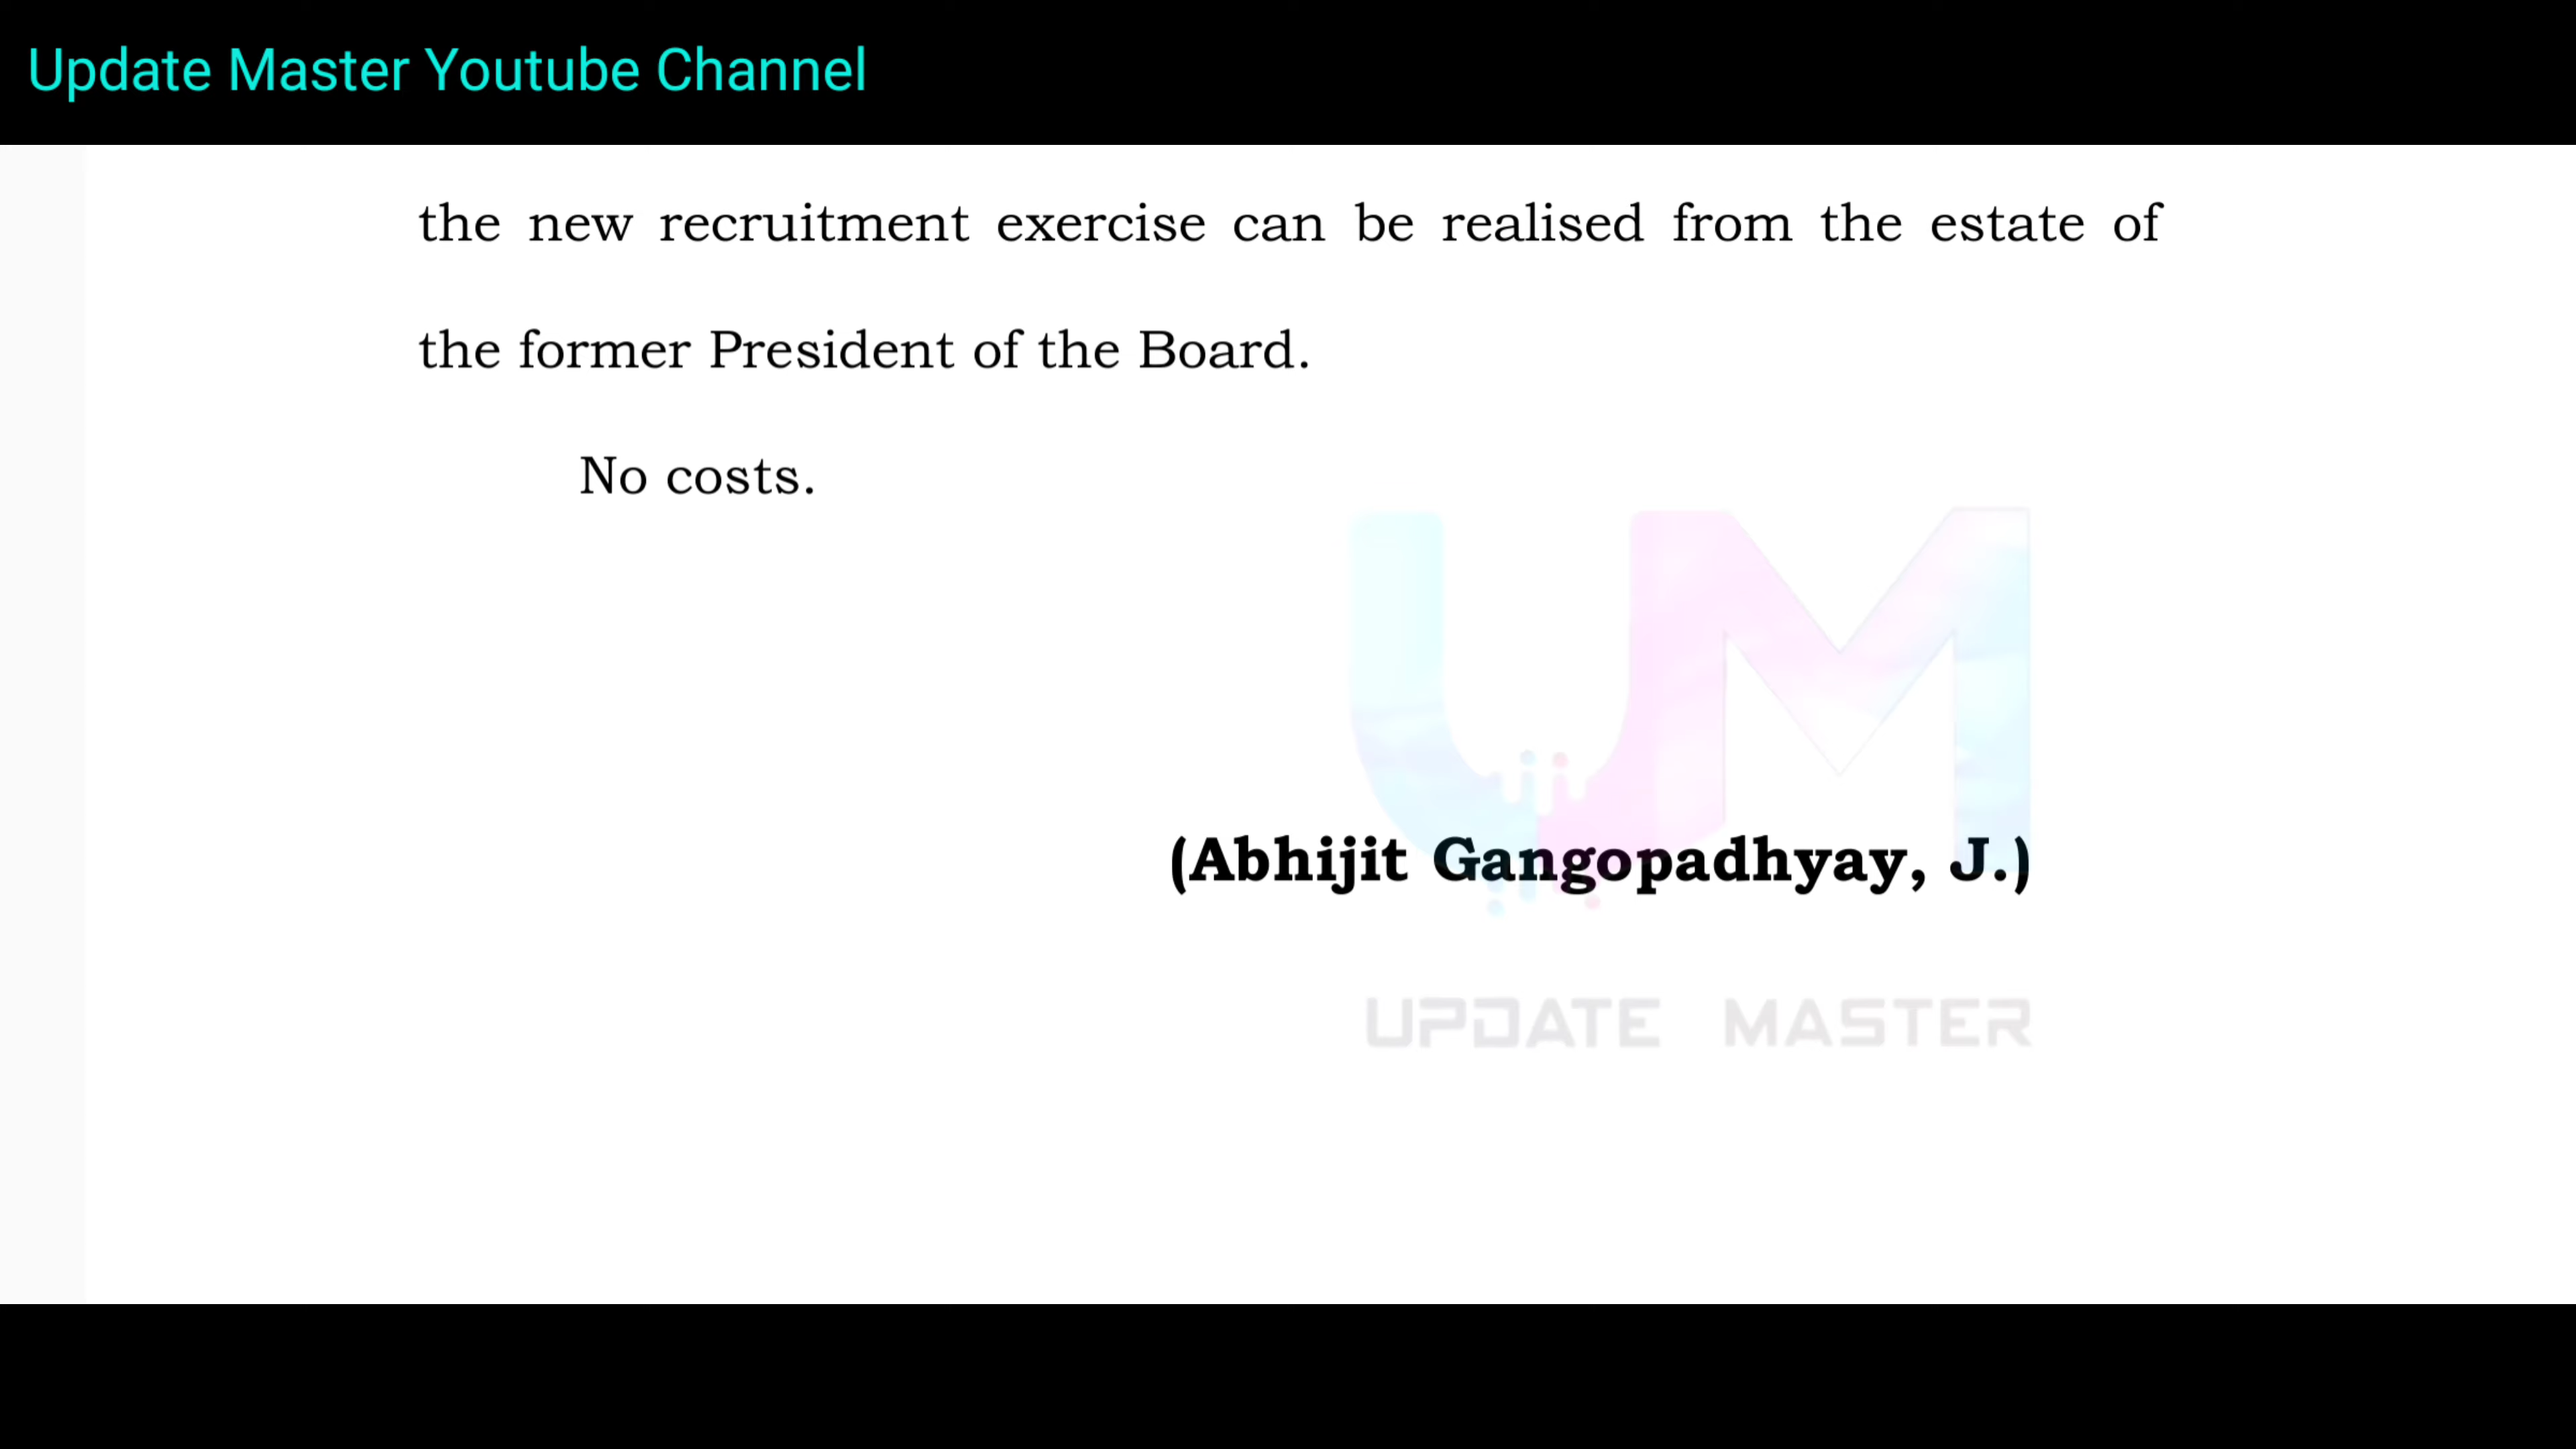 Update Master Youtube Channel
the new recruitment exercise can be realised from the estate of
the former President of the Board.
No costs.
(Abhijit Gangopadhyay, J.)
UM
UPDATE MASTER